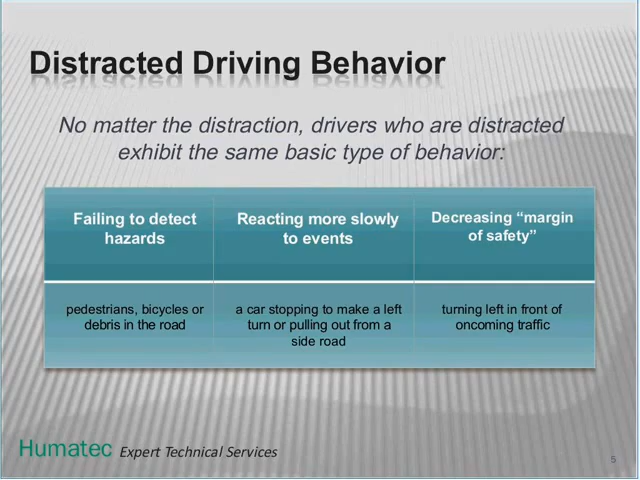 Distracted Driving Behavior
No matter the distraction, drivers who are distracted
exhibit the same basic type of behavior:
Failing to detect
hazards
Reacting more slowly
to events
Decreasing “margin
of safety”
pedestrians, bicycles or
debris in the road
a car stopping to make a left
turn or pulling out from a
side road
turning left in front of
oncoming traffic
Humatec Expert Technical Services
5